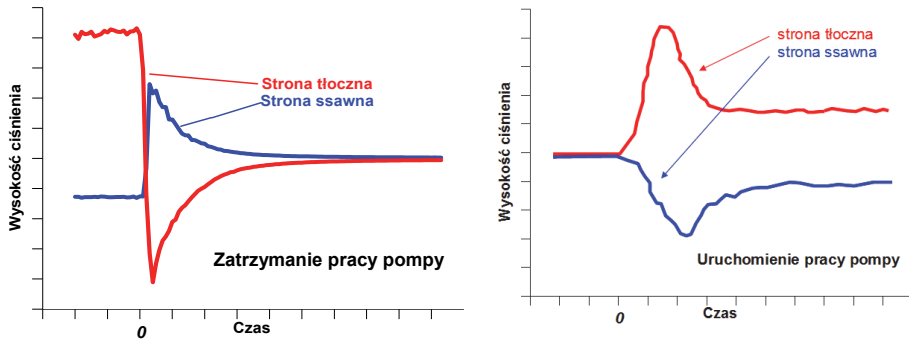 Wysokość ciśnienia
Strona tłoczna
Strona ssawna
Zatrzymanie pracy pompy
0
Czas
Wysokość ciśnienia
strona tłoczna
strona ssawna
Uruchomienie pracy pompy
0
Czas